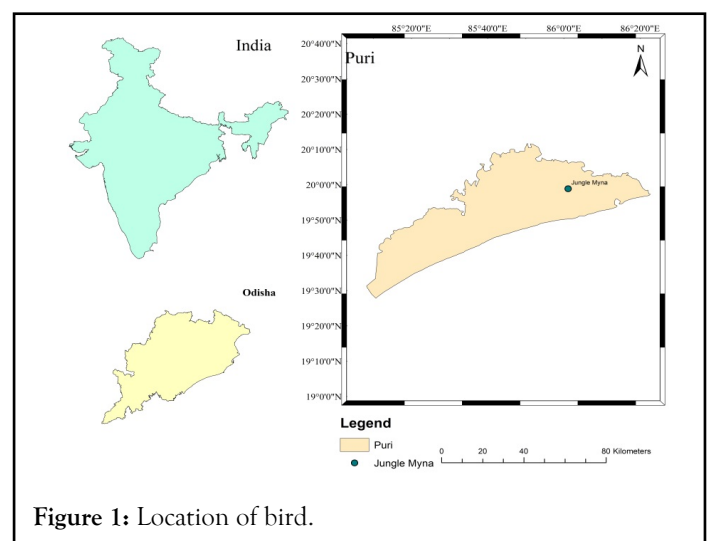 India
Puri
85°20'0"E 85°40'0"E 86°0'0"E 86°20'0"E
N
20°40'0"N
20°30'0"N
20°20'0"N
20°10'0"N
20°0'0"N
19°50'0"N
19°40'0"N
19°30'0"N
19°20'0"N
19°10'0"N
19°0'0"N
Jungle Myna
Odisha
Legend
Puri
Jungle Myna
0 20 40 60 80 Kilometers
Figure 1: Location of bird.